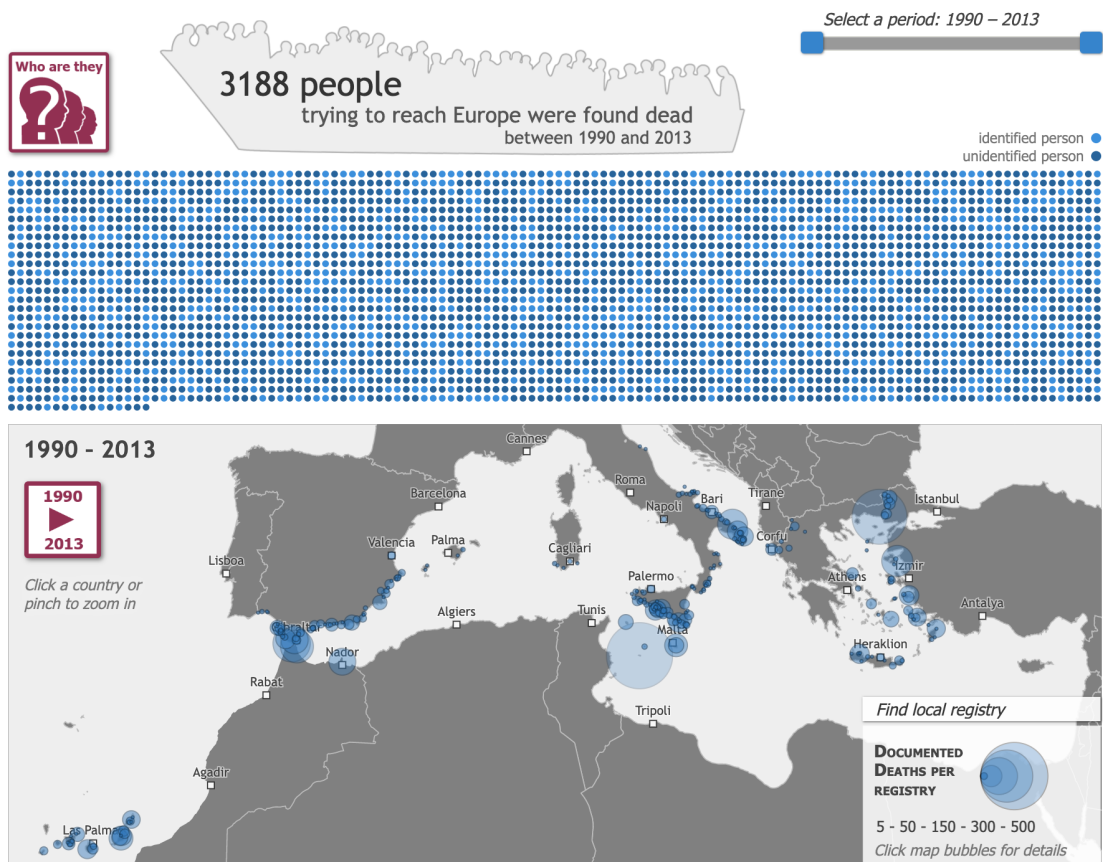 Select a period: 1990 – 2013
Who are they
3188 people
trying to reach Europe were found dead
between 1990 and 2013
identified person
unidentified person
1990 - 2013
1990
2013
Click a country or
pinch to zoom in
Cannes
Roma
Barcelona
Napoli
Bari
Tirane
Istanbul
Valencia
Palma
Corfu
Cagliari
Lisboa
Palermo
Athens
Izmir
Algiers
Tunis
Antalya
Gibraltar
Malta
Nador
Heraklion
Rabat
Tripoli
Find local registry
Agadir
DOCUMENTED
DEATHS PER
REGISTRY
5 - 50 - 150 - 300 - 500
Las Palmas
Click map bubbles for details